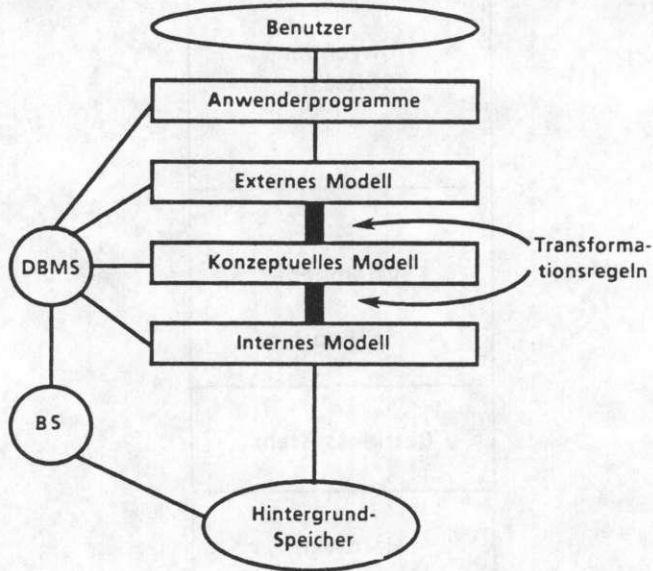 Benutzer
Anwenderprogramme
Externes Modell
Transforma-
tionsregeln
DBMS
Konzeptuelles Modell
Internes Modell
BS
Hintergrund-
Speicher